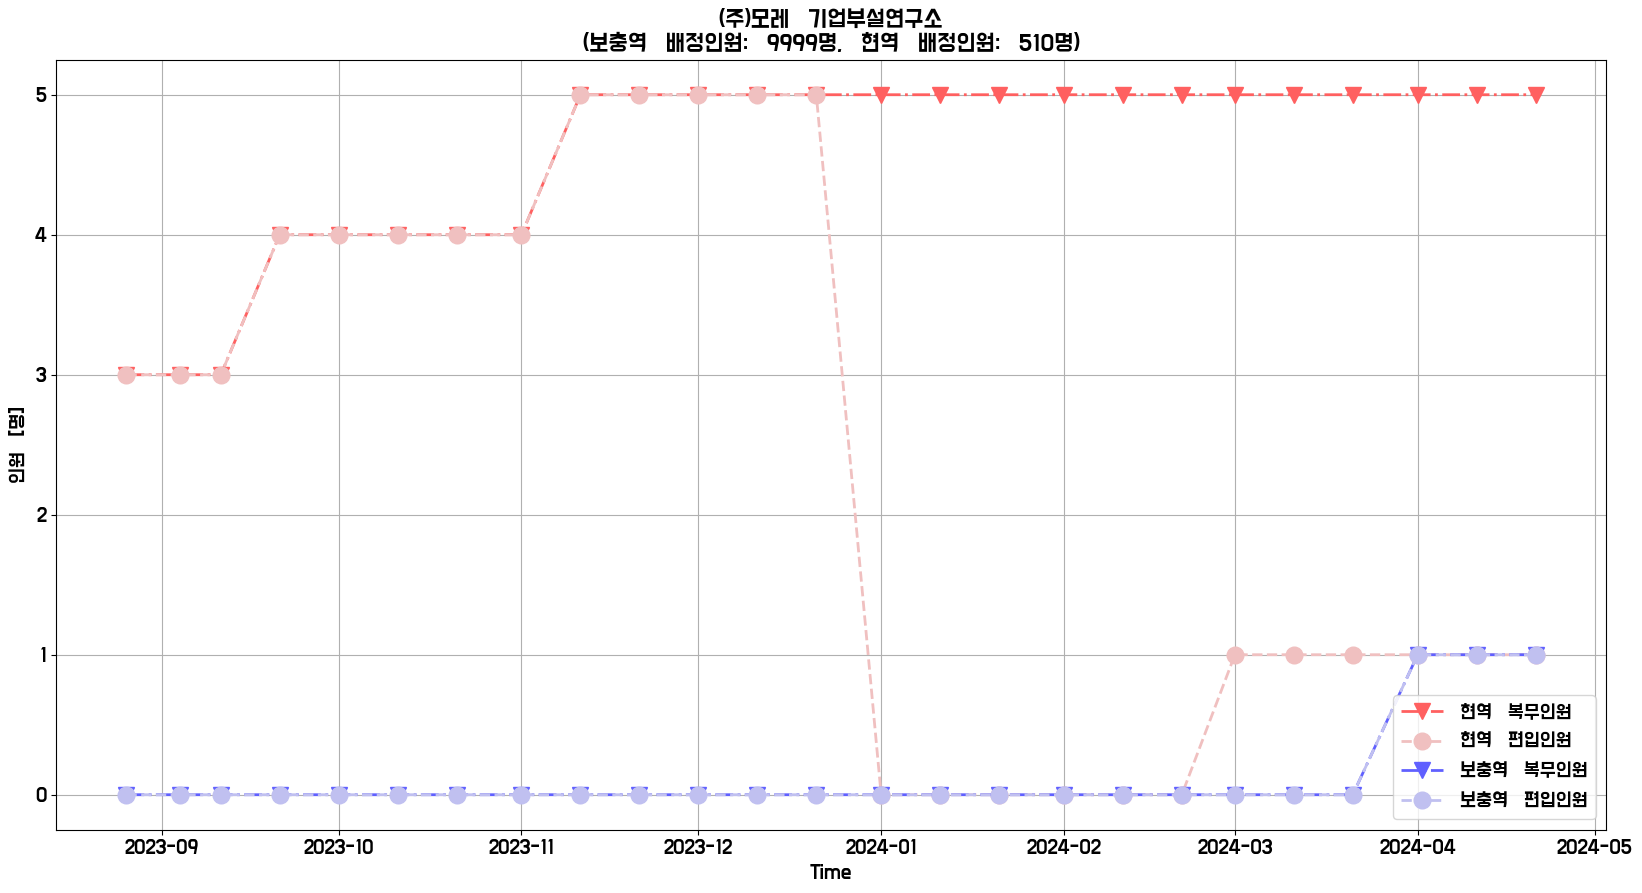 (주)모레 기업부설연구소
(보충역 배정인원: 9999명, 현역 배정인원: 510명)
5
4
3
2
1
0
인원 [명]
현역 복무인원
현역 편입인원
보충역 복무인원
보충역 편입인원
2023-09 2023-10 2023-11 2023-12 2024-01 2024-02 2024-03 2024-04 2024-05
Time